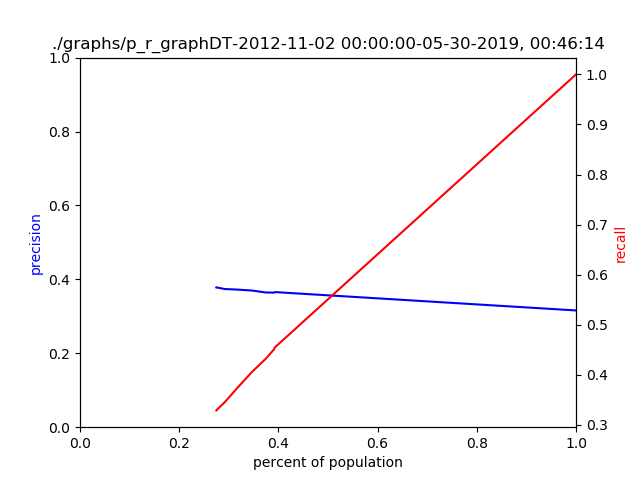 ./graphs/p_r_graphDT-2012-11-02 00:00:00-05-30-2019, 00:46:14
1.0
0.8
0.6
0.4
0.2
0.0
precision
1.0
0.9
0.8
0.7
0.6
0.5
0.4
0.3
recall
0.0 0.2 0.4 0.6 0.8 1.0
percent of population